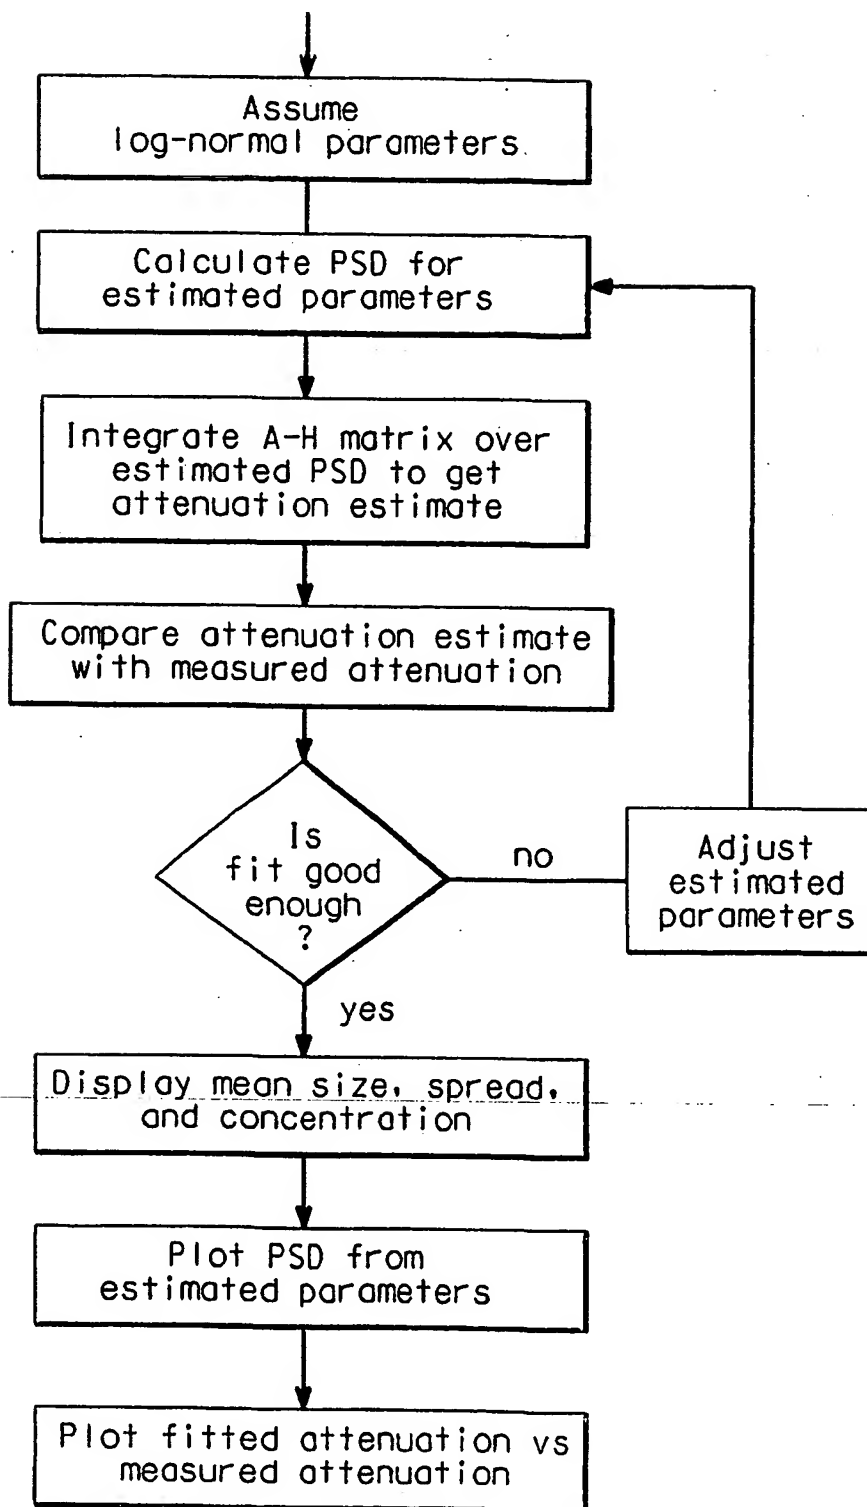 Assume
log-normal parameters.
Calculate PSD for
estimated parameters
Integrate A-H matrix over
estimated PSD to get
attenuation estimate
Compare attenuation estimate
with measured attenuation
Is
fit good
enough
?
no
Adjust
estimated
parameters
yes
Display mean size, spread,
and concentration
Plot PSD from
estimated parameters
Plot fitted attenuation vs
measured attenuation